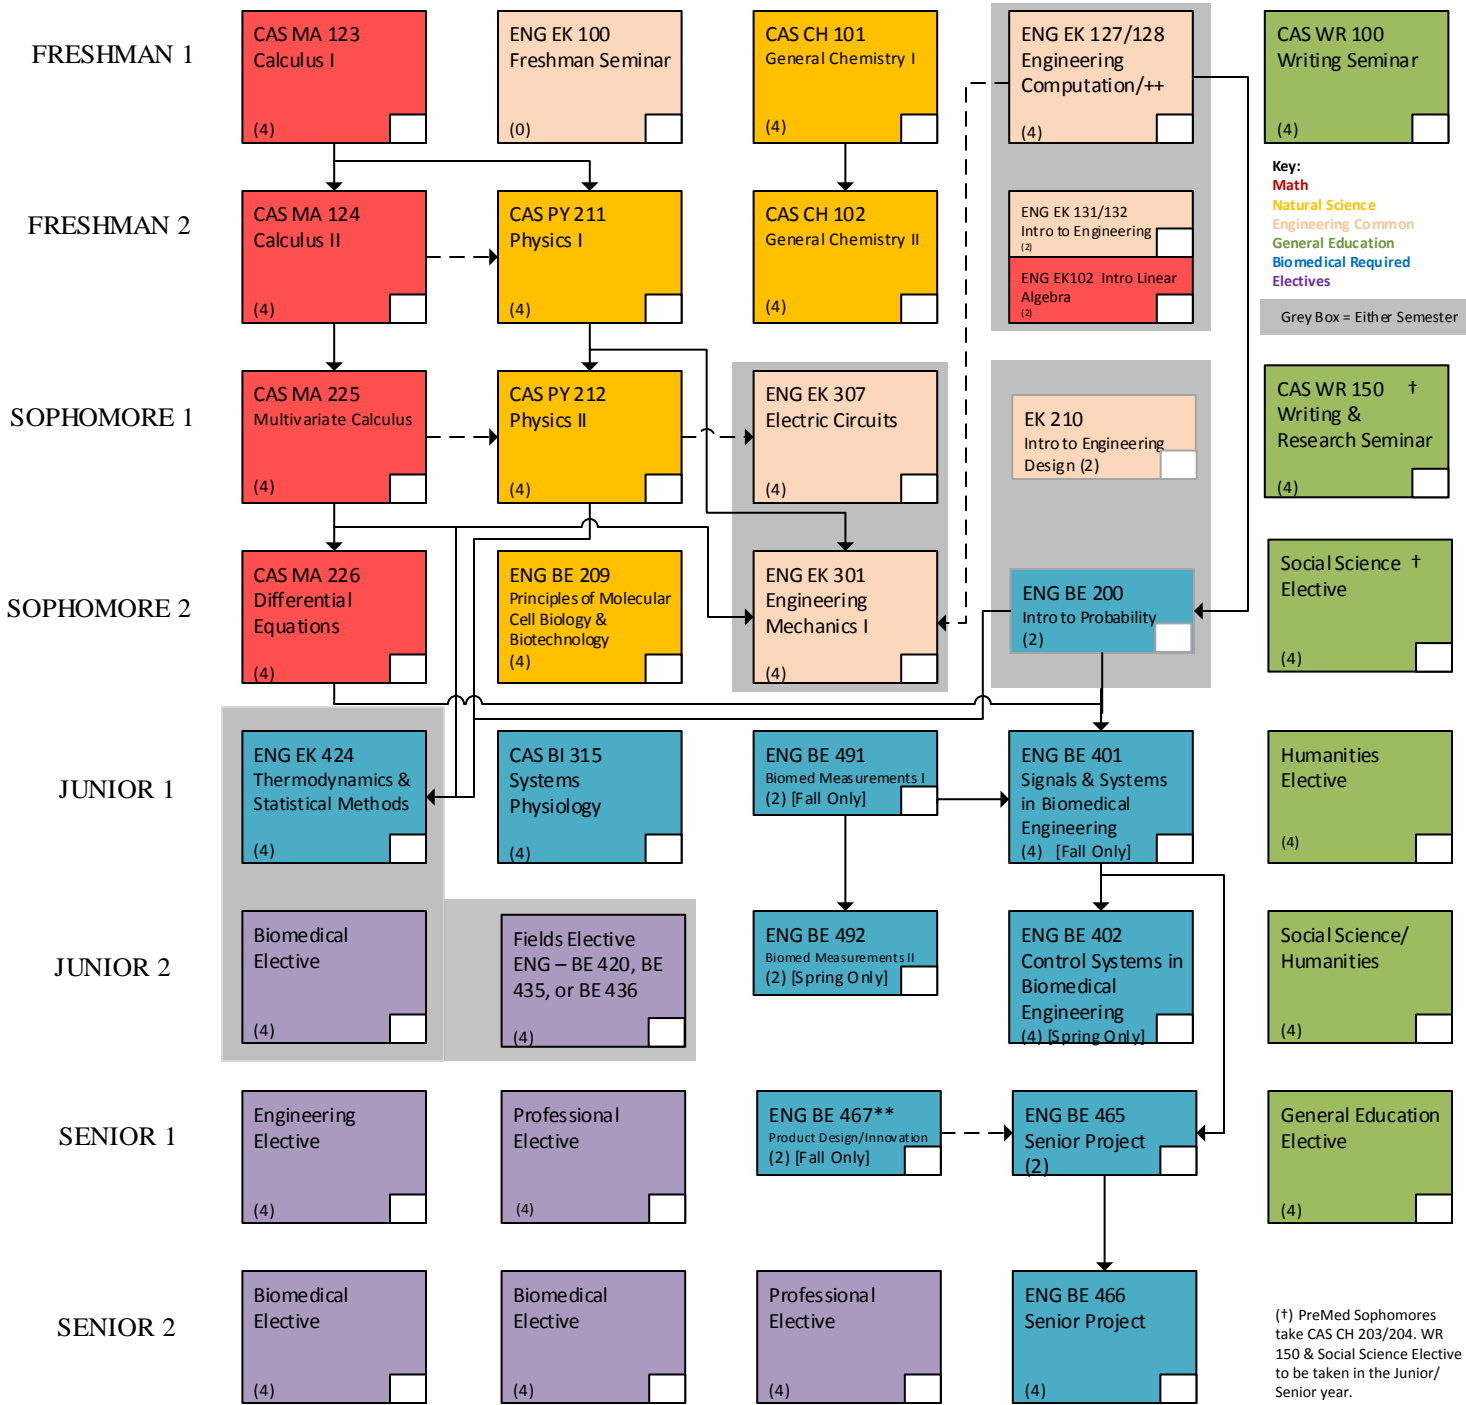 FRESHMAN 1
CAS MA 123
Calculus I
(4)
ENG EK 100
Freshman Seminar
(0)
CAS CH 101
General Chemistry I
(4)
ENG EK 127/128
Engineering
Computation/++
(4)
CAS WR 100
Writing Seminar
(4)
Key:
Math
Natural Science
Engineering Common
General Education
Biomedical Required
Electives
Grey Box = Either Semester
FRESHMAN 2
CAS MA 124
Calculus II
(4)
CAS PY 211
Physics I
(4)
CAS CH 102
General Chemistry II
(4)
ENG EK 131/132
Intro to Engineering
(2)
ENG EK102 Intro Linear
Algebra
(2)
SOPHOMORE 1
CAS MA 225
Multivariate Calculus
(4)
CAS PY 212
Physics II
(4)
ENG EK 307
Electric Circuits
(4)
EK 210
Intro to Engineering
Design (2)
CAS WR 150 †
Writing &
Research Seminar
(4)
SOPHOMORE 2
CAS MA 226
Differential
Equations
(4)
ENG BE 209
Principles of Molecular
Cell Biology &
Biotechnology
(4)
ENG EK 301
Engineering
Mechanics I
(4)
ENG BE 200
Intro to Probability
(2)
Social Science †
Elective
(4)
JUNIOR 1
ENG EK 424
Thermodynamics &
Statistical Methods
(4)
CAS BI 315
Systems
Physiology
(4)
ENG BE 491
Biomed Measurements I
(2) [Fall Only]
ENG BE 401
Signals & Systems
in Biomedical
Engineering
(4) [Fall Only]
Humanities
Elective
(4)
JUNIOR 2
Biomedical
Elective
(4)
Fields Elective
ENG – BE 420, BE
435, or BE 436
(4)
ENG BE 492
Biomed Measurements II
(2) [Spring Only]
ENG BE 402
Control Systems in
Biomedical
Engineering
(4) [Spring Only]
Social Science/
Humanities
(4)
SENIOR 1
Engineering
Elective
(4)
Professional
Elective
(4)
ENG BE 467**
Product Design/Innovation
(2) [Fall Only]
ENG BE 465
Senior Project
(2)
General Education
Elective
(4)
SENIOR 2
Biomedical
Elective
(4)
Biomedical
Elective
(4)
Professional
Elective
(4)
ENG BE 466
Senior Project
(4)
(†) PreMed Sophomores
take CAS CH 203/204. WR
150 & Social Science Elective
to be taken in the Junior/
Senior year.